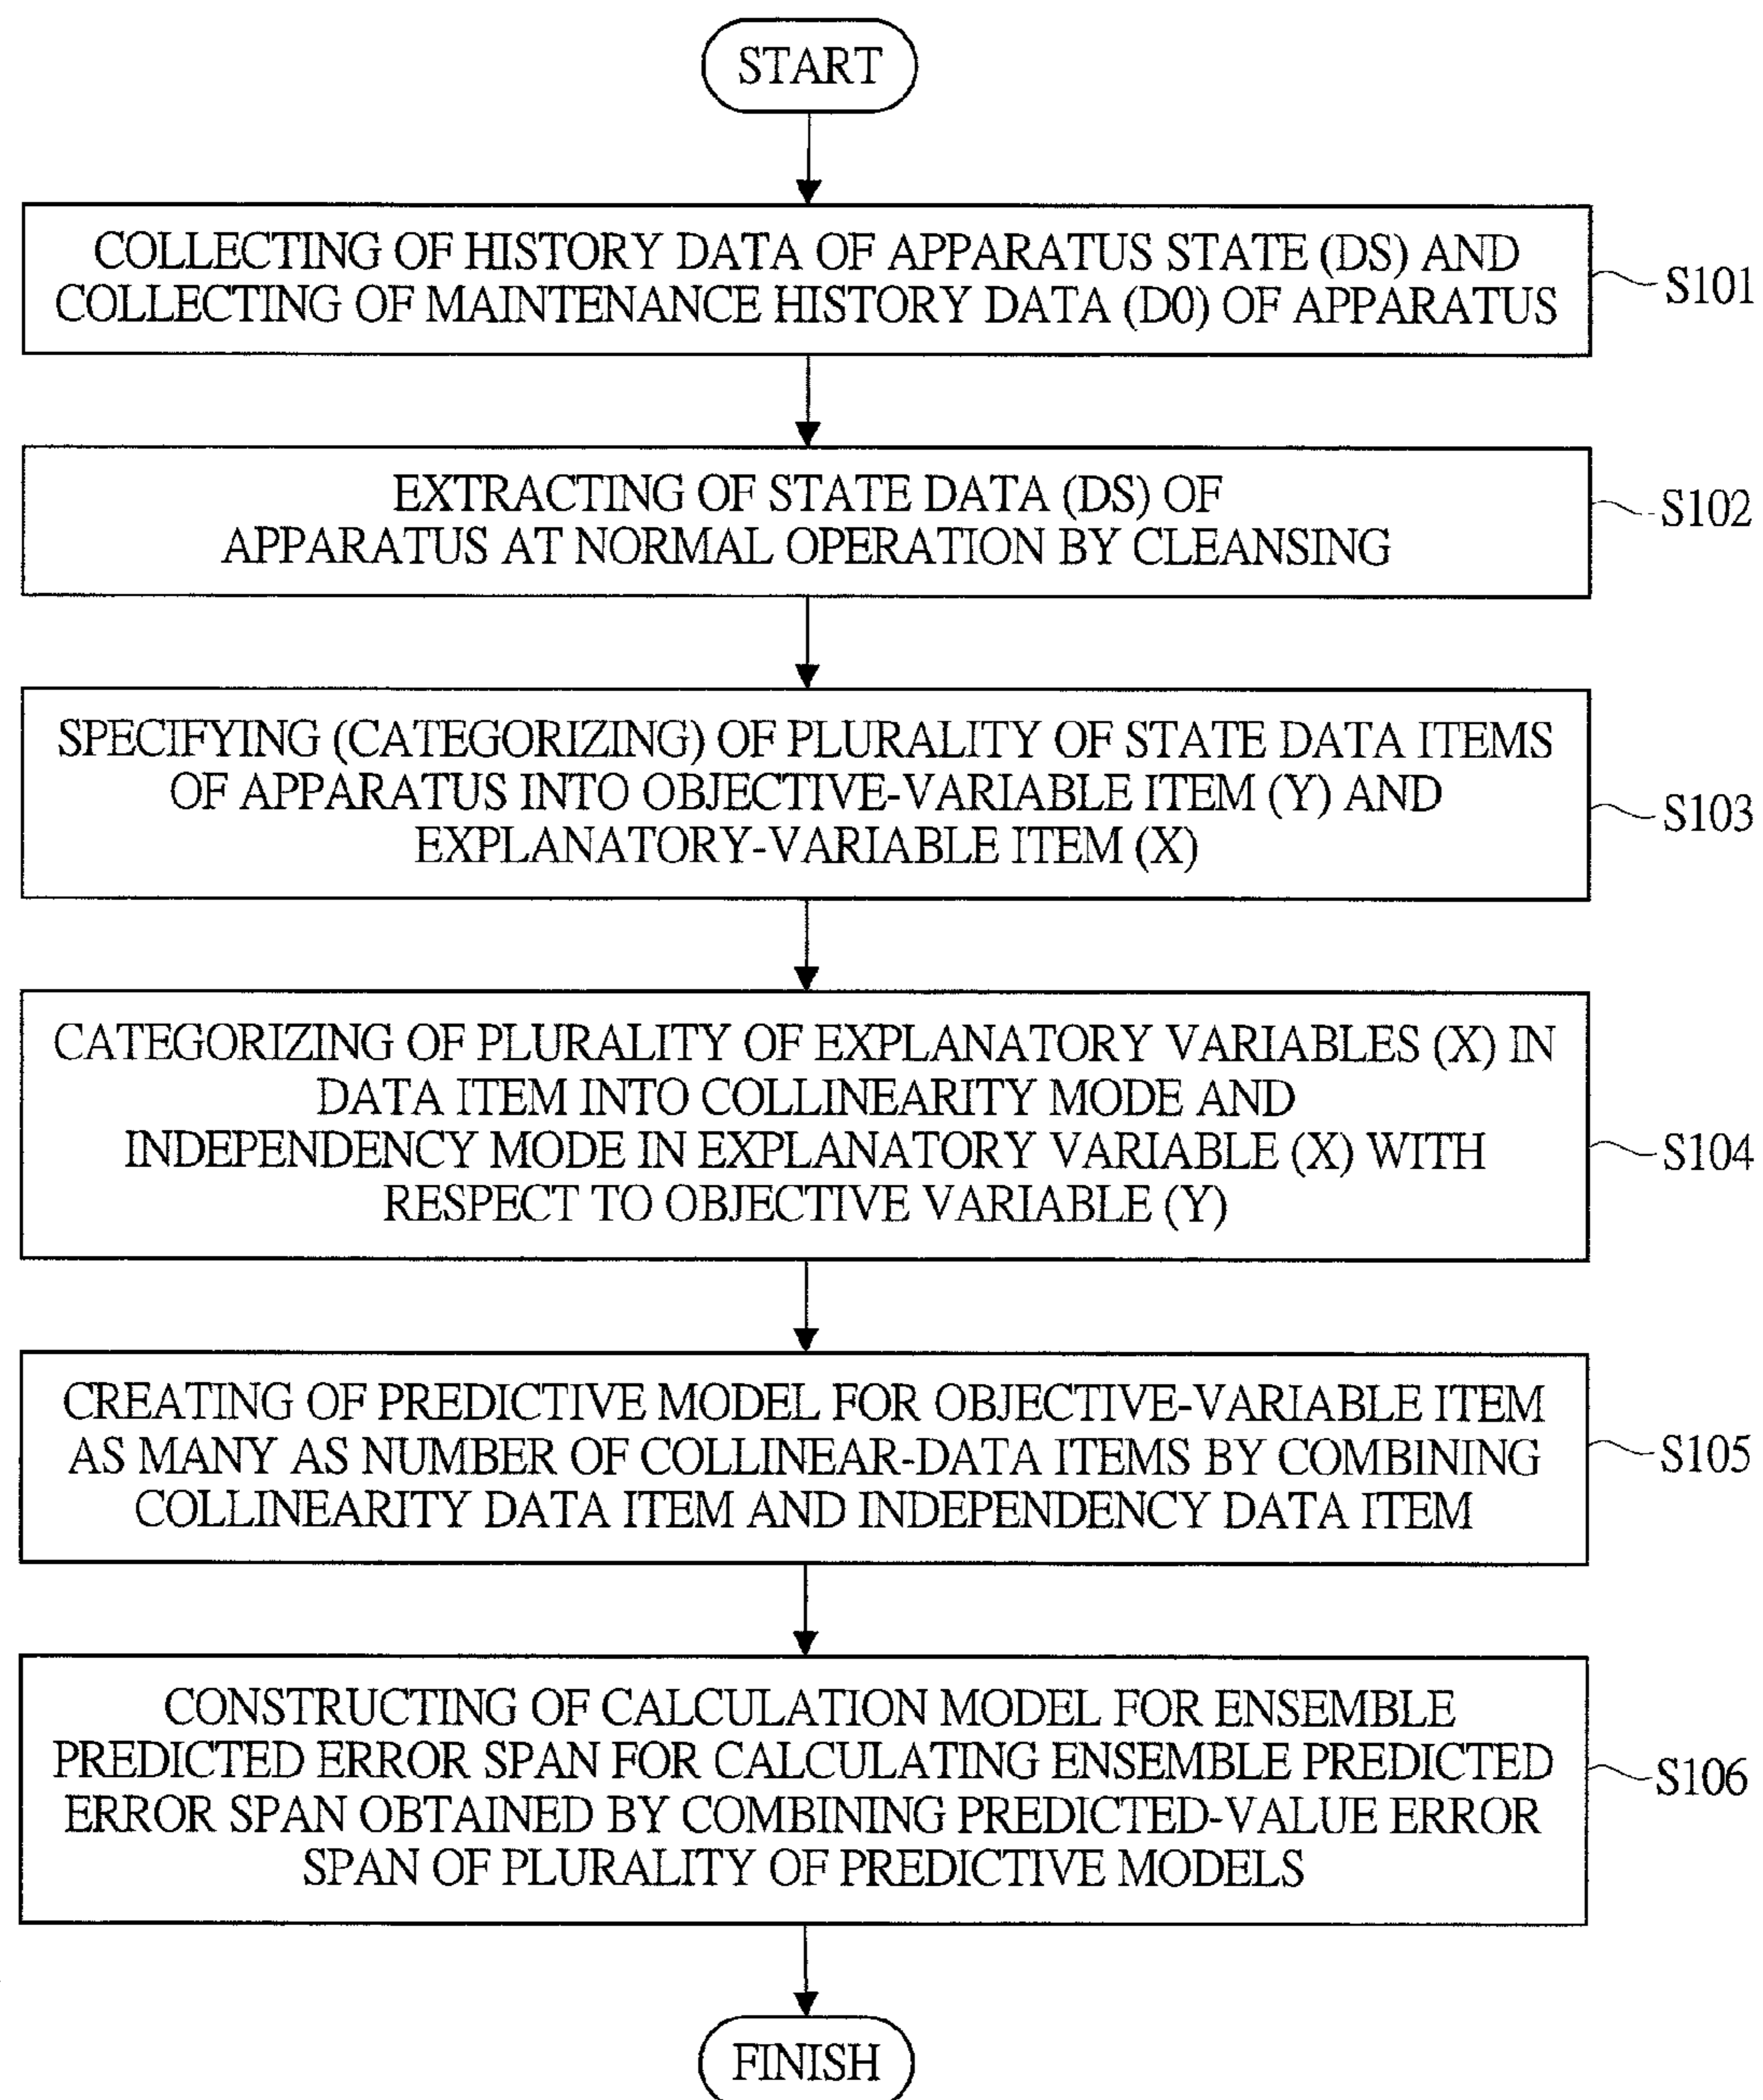 START
COLLECTING OF HISTORY DATA OF APPARATUS STATE (DS) AND
COLLECTING OF MAINTENANCE HISTORY DATA (D0) OF APPARATUS
S101
EXTRACTING OF STATE DATA (DS) OF
APPARATUS AT NORMAL OPERATION BY CLEANSING
S102
SPECIFYING (CATEGORIZING) OF PLURALITY OF STATE DATA ITEMS
OF APPARATUS INTO OBJECTIVE-VARIABLE ITEM (Y) AND
EXPLANATORY-VARIABLE ITEM (X)
S103
CATEGORIZING OF PLURALITY OF EXPLANATORY VARIABLES (X) IN
DATA ITEM INTO COLLINEARITY MODE AND
INDEPENDENCY MODE IN EXPLANATORY VARIABLE (X) WITH
RESPECT TO OBJECTIVE VARIABLE (Y)
S104
CREATING OF PREDICTIVE MODEL FOR OBJECTIVE-VARIABLE ITEM
AS MANY AS NUMBER OF COLLINEAR-DATA ITEMS BY COMBINING
COLLINEARITY DATA ITEM AND INDEPENDENCY DATA ITEM
S105
CONSTRUCTING OF CALCULATION MODEL FOR ENSEMBLE
PREDICTED ERROR SPAN FOR CALCULATING ENSEMBLE PREDICTED
ERROR SPAN OBTAINED BY COMBINING PREDICTED-VALUE ERROR
SPAN OF PLURALITY OF PREDICTIVE MODELS
S106
FINISH